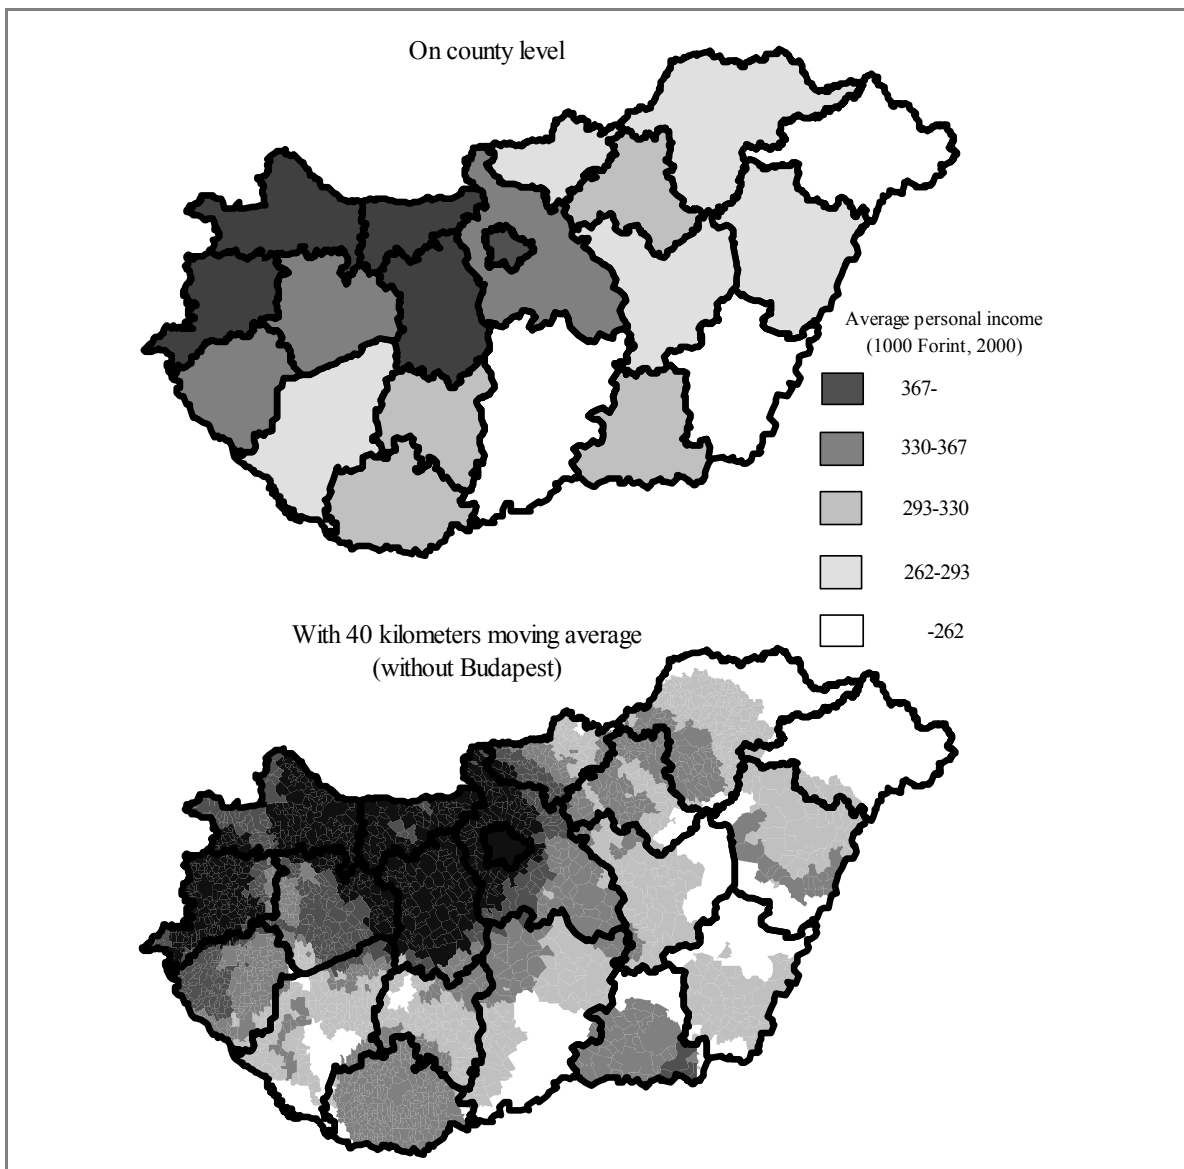 On county level
Average personal income
(1000 Forint, 2000)
367-
330-367
293-330
262-293
-262
With 40 kilometers moving average
(without Budapest)